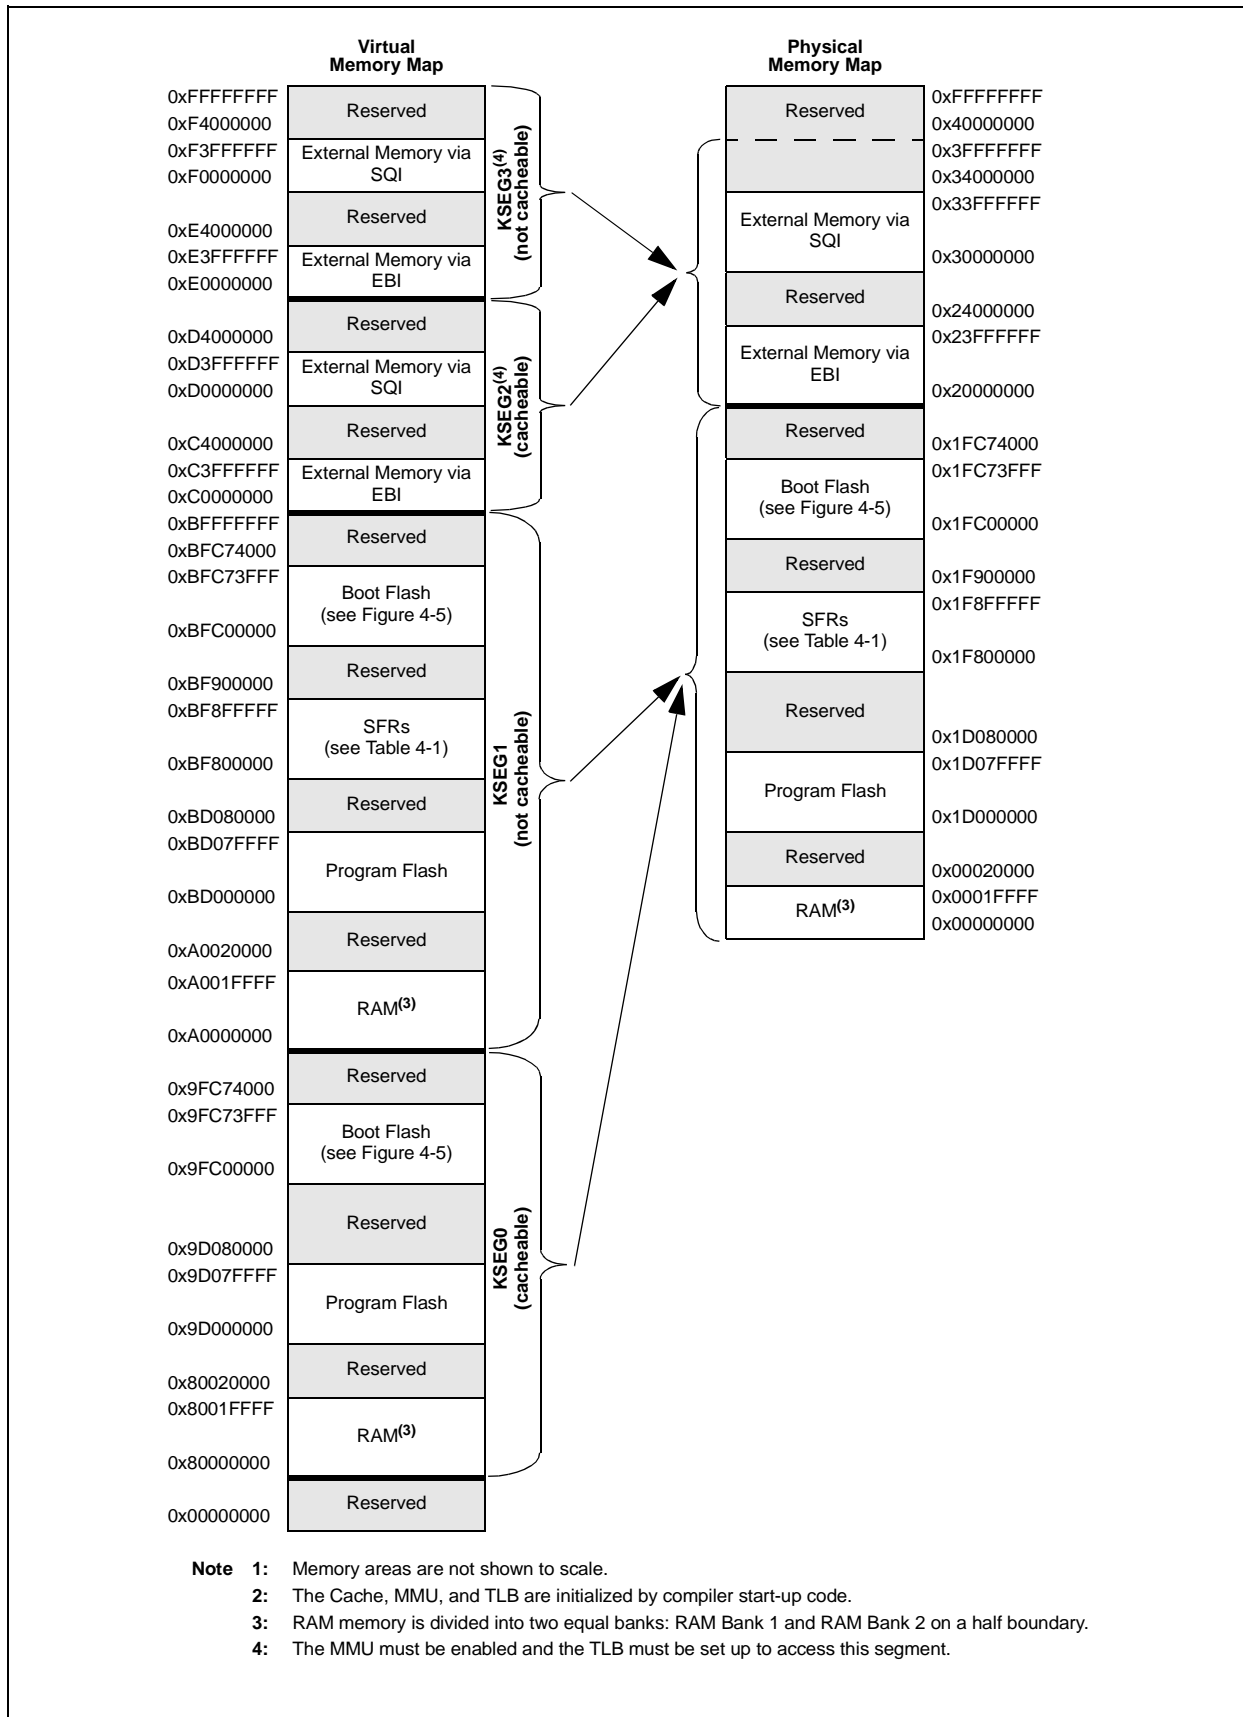 Virtual
Memory Map
0xFFFFFFFF
Reserved
0xF4000000
0xF3FFFFFF
External Memory via
SQI
0xF0000000
Reserved
0xE4000000
0xE3FFFFFF
External Memory via
EBI
0xE0000000
KSEG3(4)
(not cacheable)
Reserved
0xD4000000
0xD3FFFFFF
External Memory via
SQI
0xD0000000
Reserved
0xC4000000
0xC3FFFFFF
External Memory via
EBI
0xC0000000
KSEG2(4)
(cacheable)
0xBFFFFFFF
Reserved
0xBFC74000
0xBFC73FFF
Boot Flash
(see Figure 4-5)
0xBFC00000
Reserved
0xBF900000
0xBF8FFFFF
SFRs
(see Table 4-1)
0xBF800000
Reserved
0xBD080000
0xBD07FFFF
Program Flash
0xBD000000
Reserved
0xA0020000
0xA001FFFF
RAM(3)
0xA0000000
KSEG1
(not cacheable)
Reserved
0x9FC74000
0x9FC73FFF
Boot Flash
(see Figure 4-5)
0x9FC00000
Reserved
0x9D080000
0x9D07FFFF
Program Flash
0x9D000000
Reserved
0x80020000
0x8001FFFF
RAM(3)
0x80000000
KSEG0
(cacheable)
Reserved
0x00000000
Physical
Memory Map
0xFFFFFFFF
Reserved
0x40000000
0x3FFFFFFF
0x34000000
0x33FFFFFF
External Memory via
SQI
0x30000000
Reserved
0x24000000
0x23FFFFFF
External Memory via
EBI
0x20000000
Reserved
0x1FC74000
0x1FC73FFF
Boot Flash
(see Figure 4-5)
0x1FC00000
Reserved
0x1F900000
0x1F8FFFFF
SFRs
(see Table 4-1)
0x1F800000
Reserved
0x1D080000
0x1D07FFFF
Program Flash
0x1D000000
Reserved
0x00020000
0x0001FFFF
RAM(3)
0x00000000
Note 1: Memory areas are not shown to scale.
2: The Cache, MMU, and TLB are initialized by compiler start-up code.
3: RAM memory is divided into two equal banks: RAM Bank 1 and RAM Bank 2 on a half boundary.
4: The MMU must be enabled and the TLB must be set up to access this segment.